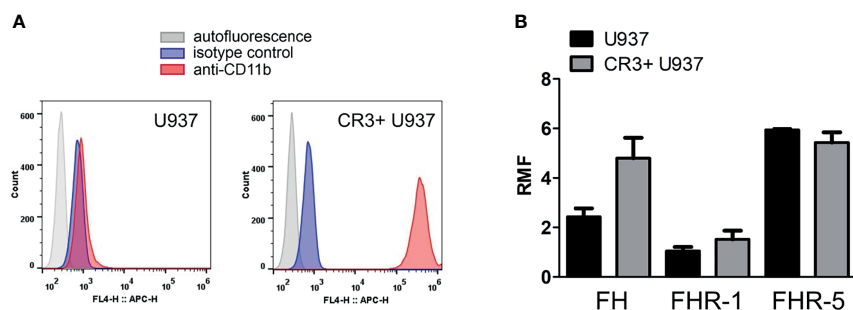 A
autofluorescence
isotype control
anti-CD11b
U937
600
400
200
0
Count
10² 10³ 10⁴ 10⁵ 10⁶
FL4-H :: APC-H
CR3+ U937
600
400
200
0
Count
10² 10³ 10⁴ 10⁵ 10⁶
FL4-H :: APC-H
B
U937
CR3+ U937
8
6
4
2
0
RMF
FH FHR-1 FHR-5